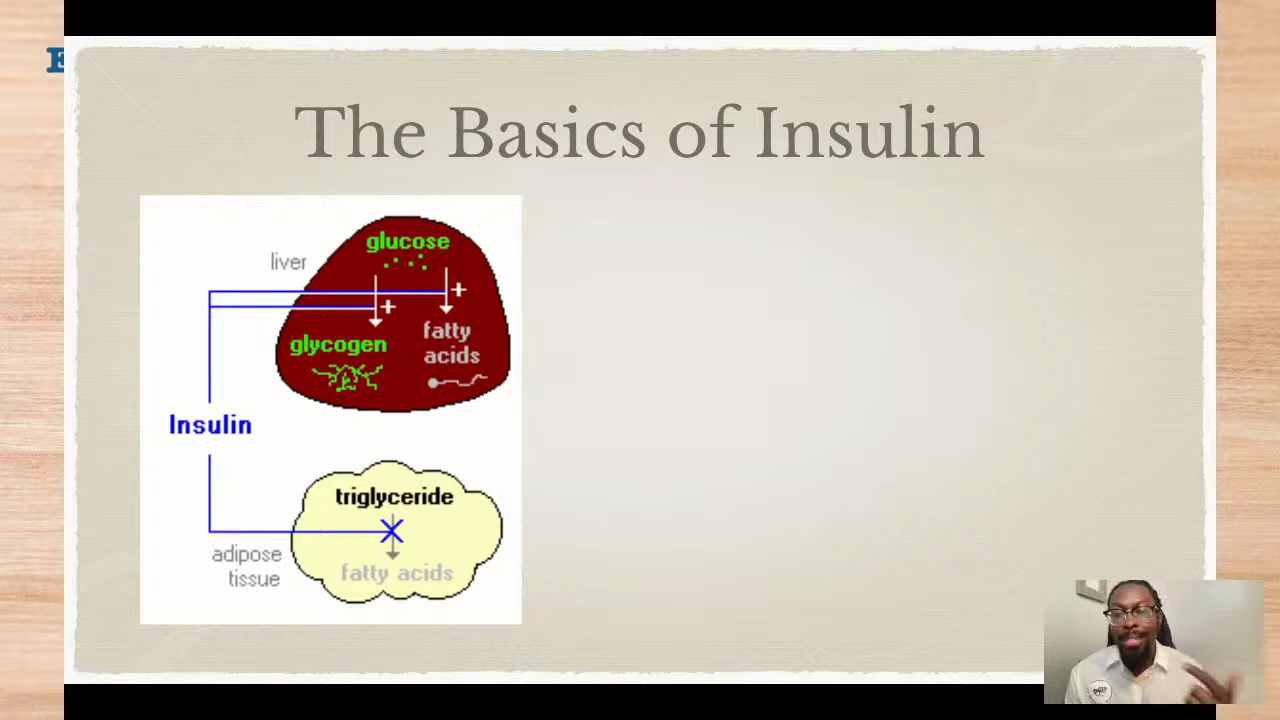 E
The Basics of Insulin
glucose
liver
+
+
fatty
acids
glycogen
Insulin
triglyceride
adipose
tissue
fatty acids